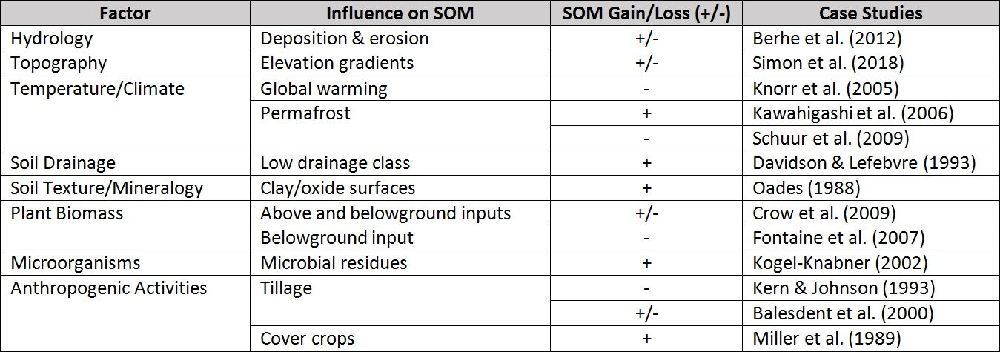 Factor Influence on SOM SOM Gain/Loss (+/-) Case Studies
Hydrology Deposition & erosion +/- Berhe et al. (2012)
Topography Elevation gradients +/- Simon et al. (2018)
Temperature/Climate Global warming - Knorr et al. (2005)
Permafrost + Kawahigashi et al. (2006)
- Schuur et al. (2009)
Soil Drainage Low drainage class + Davidson & Lefebvre (1993)
Soil Texture/Mineralogy Clay/oxide surfaces + Oades (1988)
Plant Biomass Above and belowground inputs +/- Crow et al. (2009)
Belowground input - Fontaine et al. (2007)
Microorganisms Microbial residues + Kogel-Knabner (2002)
Anthropogenic Activities Tillage - Kern & Johnson (1993)
+/- Balesdent et al. (2000)
Cover crops + Miller et al. (1989)